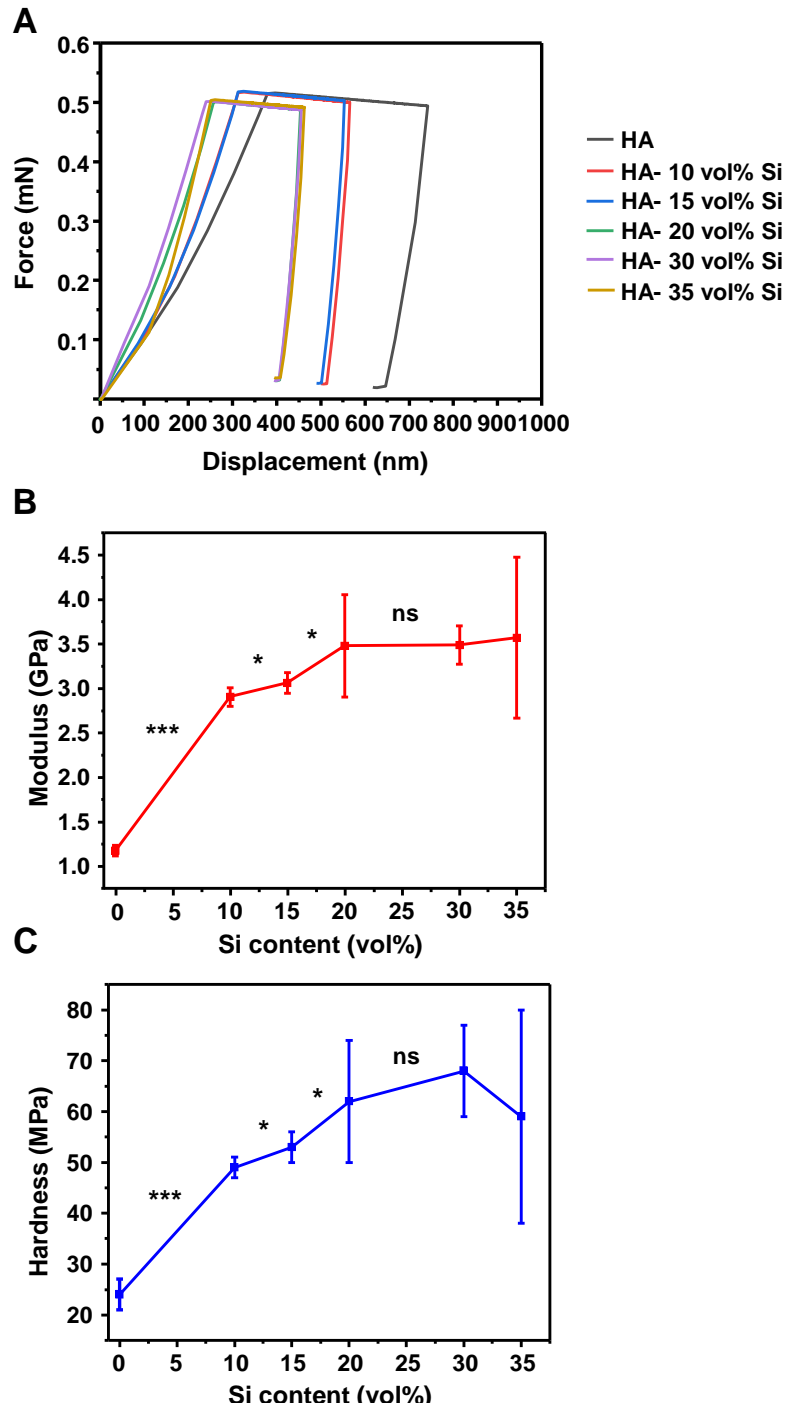 A
0.6
0.5
0.4
0.3
0.2
0.1
Force (mN)
0 100 200 300 400 500 600 700 800 900 1000
Displacement (nm)
HA
HA- 10 vol% Si
HA- 15 vol% Si
HA- 20 vol% Si
HA- 30 vol% Si
HA- 35 vol% Si
B
4.5
4.0
3.5
3.0
2.5
2.0
1.5
1.0
Modulus (GPa)
***
*
*
ns
0 5 10 15 20 25 30 35
Si content (vol%)
C
80
70
60
50
40
30
20
Hardness (MPa)
***
*
*
ns
0 5 10 15 20 25 30 35
Si content (vol%)